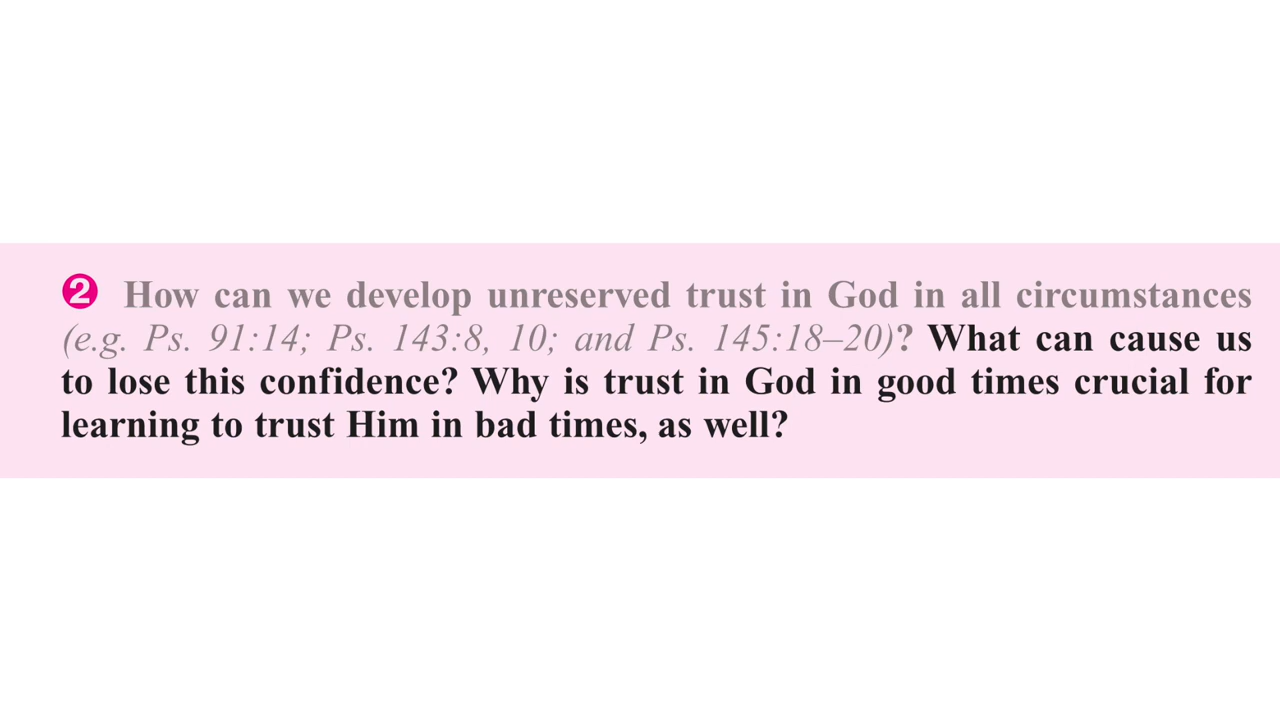 ❷ How can we develop unreserved trust in God in all circumstances
(e.g. Ps. 91:14; Ps. 143:8, 10; and Ps. 145:18–20)? What can cause us
to lose this confidence? Why is trust in God in good times crucial for
learning to trust Him in bad times, as well?